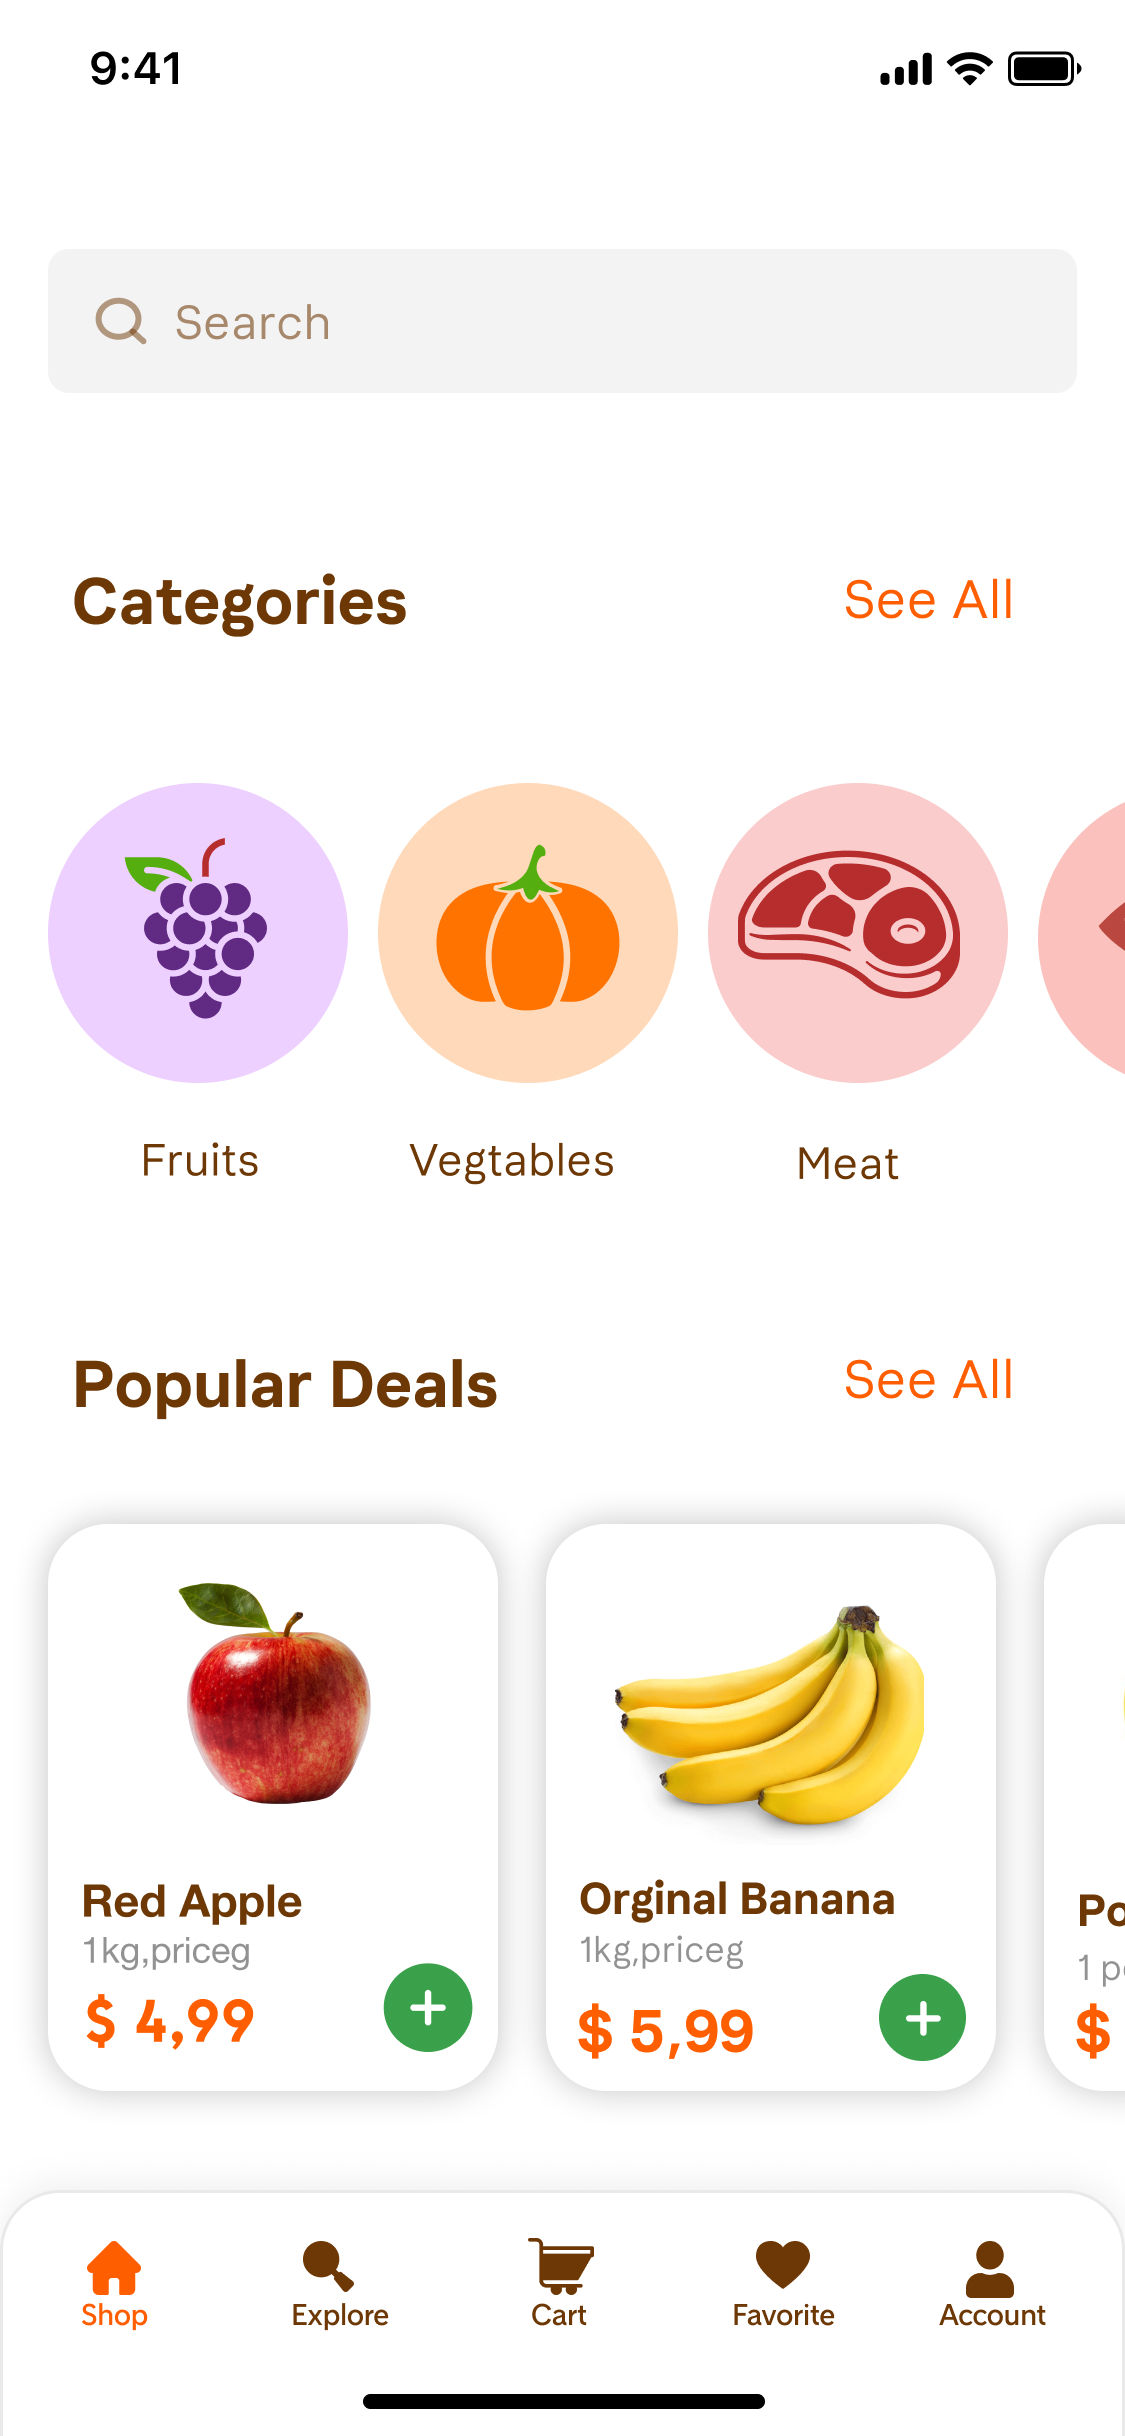 9:41
Search
Categories
See All
Fruits
Vegtables
Meat
Popular Deals
See All
Red Apple
1kg,priceg
$ 4,99
Orginal Banana
1kg,priceg
$ 5,99
Po
1 p
$
Shop
Explore
Cart
Favorite
Account